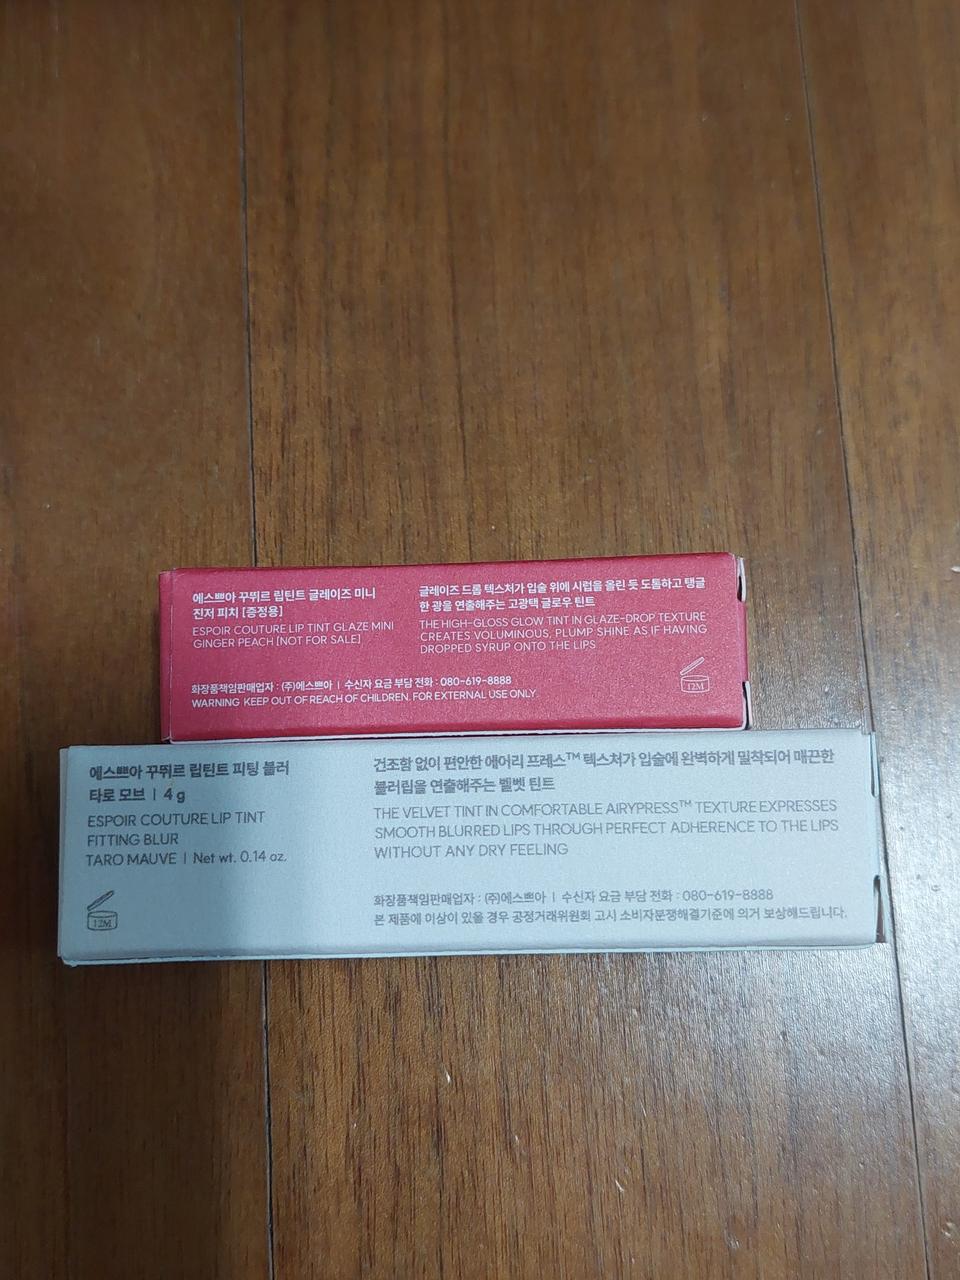 에스쁘아 꾸뛰르 립틴트 글레이즈 미니
진저 피치 [증정용]
ESPOIR COUTURE LIP TINT GLAZE MINI
GINGER PEACH [NOT FOR SALE]
글레이즈 드롭 텍스처가 입술 위에 시럽을 올린 듯 도톰하고 탱글
한 광을 연출해주는 고광택 글로우 틴트
THE HIGH-GLOSS GLOW TINT IN GLAZE-DROP TEXTURE
CREATES VOLUMINOUS, PLUMP SHINE AS IF HAVING
DROPPED SYRUP ONTO THE LIPS
화장품책임판매업자 : (주)에스쁘아 | 수신자 요금 부담 전화 : 080-619-8888
WARNING KEEP OUT OF REACH OF CHILDREN. FOR EXTERNAL USE ONLY.
12M
에스쁘아 꾸뛰르 립틴트 피팅 블러
타로 모브 | 4 g
ESPOIR COUTURE LIP TINT
FITTING BLUR
TARO MAUVE | Net wt. 0.14 oz.
12M
건조함 없이 편안한 에어리 프레스™ 텍스처가 입술에 완벽하게 밀착되어 매끈한
블러립을 연출해주는 벨벳 틴트
THE VELVET TINT IN COMFORTABLE AIRYPRESS™ TEXTURE EXPRESSES
SMOOTH BLURRED LIPS THROUGH PERFECT ADHERENCE TO THE LIPS
WITHOUT ANY DRY FEELING
화장품책임판매업자 : (주)에스쁘아 | 수신자 요금 부담 전화 : 080-619-8888
본 제품에 이상이 있을 경우 공정거래위원회 고시 소비자분쟁해결기준에 의거 보상해드립니다.